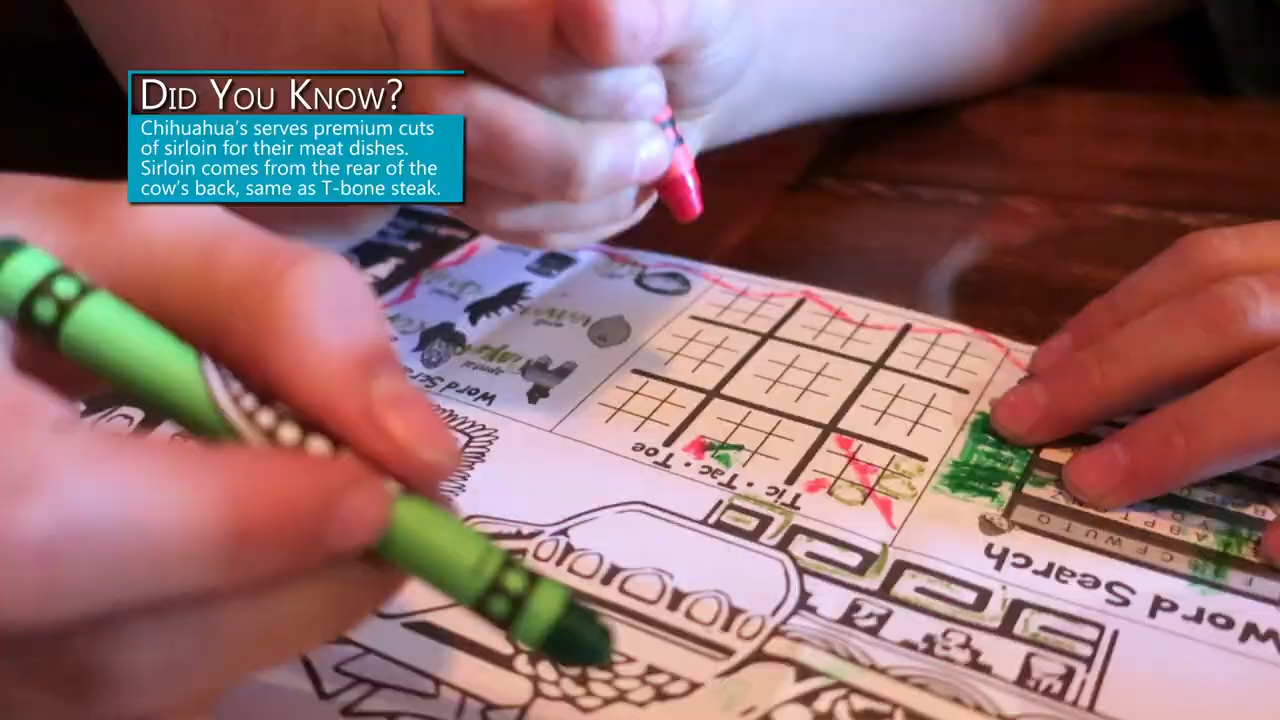 Did You Know?
Chihuahua's serves premium cuts
of sirloin for their meat dishes.
Sirloin comes from the rear of the
cow's back, same as T-bone steak.
Word Scra
Tic • Tac • Toe
Word Search
C F W U T O